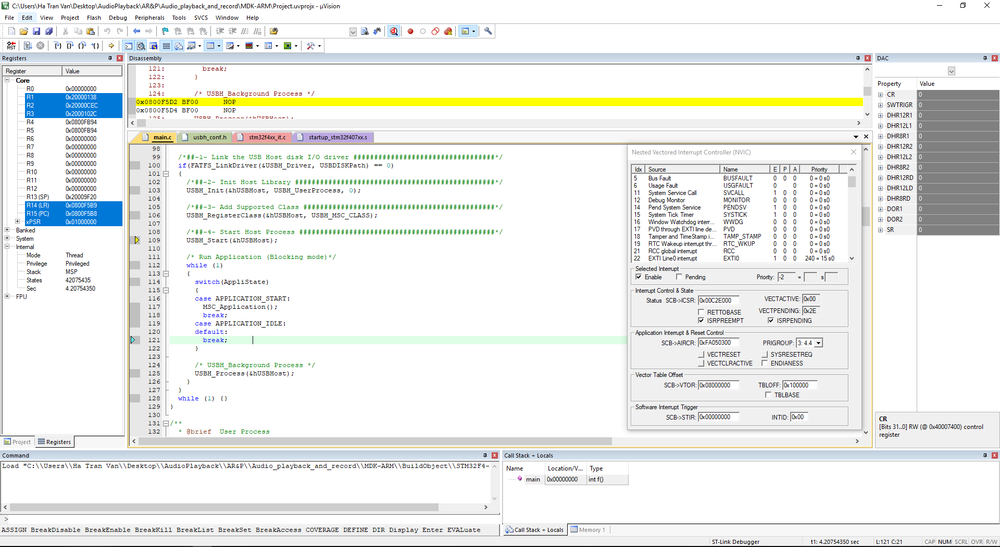 C:\Users\Ha Tran Van\Desktop\AudioPlayback\AR&P\Audio_playback_and_record\MDK-ARM\Project.uvprojx - µVision
File Edit View Project Flash Debug Peripherals Tools SVCS Window Help
Registers
Register Value
Core
R0 0x00000000
R1 0x20000138
R2 0x20000CEC
R3 0x2000102C
R4 0x0800FB94
R5 0x0800FB94
R6 0x00000000
R7 0x00000000
R8 0x00000000
R9 0x00000000
R10 0x00000000
R11 0x00000000
R12 0x00000000
R13 (SP) 0x20009F20
R14 (LR) 0x0800F5B9
R15 (PC) 0x0800F5B8
xPSR 0x01000000
Banked
System
Internal
Mode Thread
Privilege Privileged
Stack MSP
States 42075435
Sec 4.20754350
FPU
Project Registers
Disassembly
121: break;
122: }
123:
124: /* USBH_Background Process */
0x0800F5D2 BF00 NOP
0x0800F5D4 BF00 NOP
125: USBH_Process(&hUSBHost);
main.c usbh_conf.h stm32f4xx_it.c startup_stm32f407xx.s
98
99 /*##-1- Link the USB Host disk I/O driver ##################################*/
100 if(FATFS_LinkDriver(&USBH_Driver, USBDISKPath) == 0)
101 {
102 /*##-2- Init Host Library ################################################*/
103 USBH_Init(&hUSBHost, USBH_UserProcess, 0);
104
105 /*##-3- Add Supported Class ##############################################*/
106 USBH_RegisterClass(&hUSBHost, USBH_MSC_CLASS);
107
108 /*##-4- Start Host Process ###############################################*/
109 USBH_Start(&hUSBHost);
110
111 /* Run Application (Blocking mode)*/
112 while (1)
113 {
114 switch(AppliState)
115 {
116 case APPLICATION_START:
117 MSC_Application();
118 break;
119 case APPLICATION_IDLE:
120 default:
121 break;
122 }
123
124 /* USBH_Background Process */
125 USBH_Process(&hUSBHost);
126 }
127 }
128 while (1) {}
129 }
130
131 /**
132 * @brief User Process
Nested Vectored Interrupt Controller (NVIC)
Idx Source Name E P A Priority
5 Bus Fault BUSFAULT 0 0 0 0 = 0 s0
6 Usage Fault USGFAULT 0 0 0 0 = 0 s0
11 System Service Call SVCALL 1 0 0 0 = 0 s0
12 Debug Monitor MONITOR 0 0 0 0 = 0 s0
14 Pend System Service PENDSV 1 0 0 0 = 0 s0
15 System Tick Timer SYSTICK 1 0 0 0 = 0 s0
16 Window Watchdog interr... WWDG 0 0 0 0 = 0 s0
17 PVD through EXTI line de... PVD 0 0 0 0 = 0 s0
18 Tamper and TimeStamp i... TAMP_STAMP 0 0 0 0 = 0 s0
19 RTC Wakeup interrupt thr... RTC_WKUP 0 0 0 0 = 0 s0
21 RCC global interrupt RCC 0 0 0 0 = 0 s0
22 EXTI Line0 interrupt EXTI0 1 0 0 240 = 15 s0
Selected Interrupt
Enable Pending Priority: -2 = s
Interrupt Control & State
Status SCB->ICSR: 0x00C2E000 VECTACTIVE: 0x00
RETTOBASE VECTPENDING: 0x2E
ISRPREEMPT ISRPENDING
Application Interrupt & Reset Control
SCB->AIRCR: 0xFA050300 PRIGROUP: 3: 4.4
VECTRESET SYSRESETREQ
VECTCLRACTIVE ENDIANESS
Vector Table Offset
SCB->VTOR: 0x08000000 TBLOFF: 0x100000
TBLBASE
Software Interrupt Trigger
SCB->STIR: 0x00000000 INTID: 0x00
DAC
Property Value
CR 0
SWTRIGR 0
DHR12R1 0
DHR12L1 0
DHR8R1 0
DHR12R2 0
DHR12L2 0
DHR8R2 0
DHR12RD 0
DHR12LD 0
DHR8RD 0
DOR1 0
DOR2 0
SR 0
CR
[Bits 31..0] RW (@ 0x40007400) control
register
Command
Load "C:\\Users\\Ha Tran Van\\Desktop\\AudioPlayback\\AR&P\\Audio_playback_and_record\\MDK-ARM\\BuildObject\\STM32F4-
>
ASSIGN BreakDisable BreakEnable BreakKill BreakList BreakSet BreakAccess COVERAGE DEFINE DIR Display Enter EVALuate
Call Stack + Locals
Name Location/V... Type
main 0x00000000 int f()
Call Stack + Locals Memory 1
ST-Link Debugger t1: 4.20754350 sec L:121 C:21 CAP NUM SCRL OVR R/W